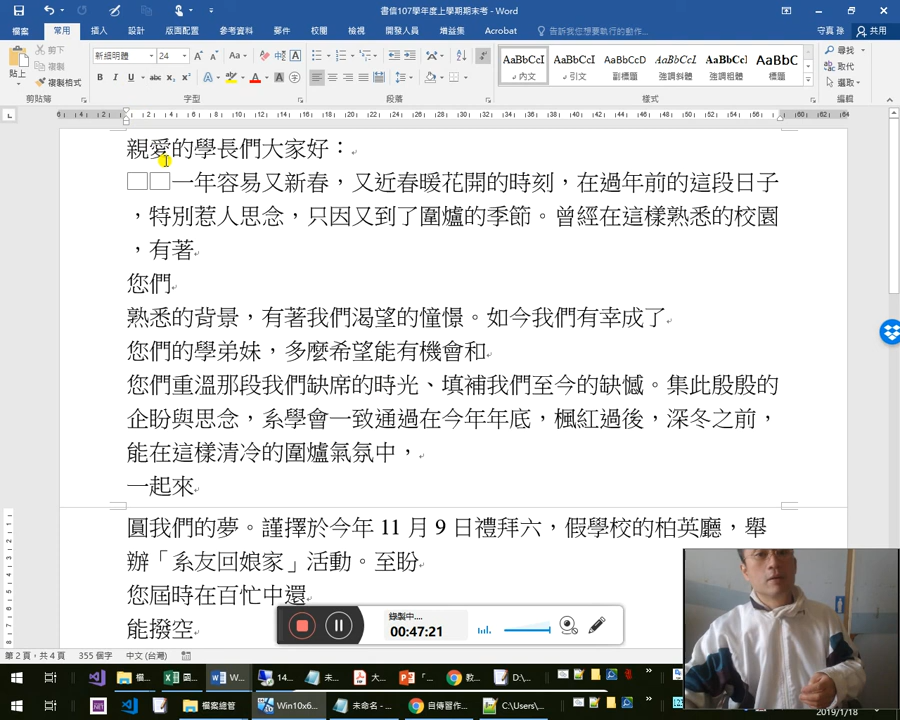 書信107學年度上學期期末考 - Word
檔案 常用 插入 設計 版面配置 參考資料 郵件 校閱 檢視 開發人員 增益集 Acrobat 告訴我您想要執行的動作... 守真 孫 共用
貼上 剪下 複製 複製格式 新細明體 24
AaBbCcI AaBbCcI AaBbCcD AaBbCcI AaBbCcI AaBbC
內文 引文 副標題 強調斜體 強調粗體 標題
尋找 取代 選取
剪貼簿 字型 段落 樣式 編輯
親愛的學長們大家好：
□□一年容易又新春，又近春暖花開的時刻，在過年前的這段日子
，特別惹人思念，只因又到了圍爐的季節。曾經在這樣熟悉的校園
，有著
您們
熟悉的背景，有著我們渴望的憧憬。如今我們有幸成了
您們的學弟妹，多麼希望能有機會和
您們重溫那段我們缺席的時光、填補我們至今的缺憾。集此殷殷的
企盼與思念，系學會一致通過在今年年底，楓紅過後，深冬之前，
能在這樣清冷的圍爐氣氛中，
一起來
圓我們的夢。謹擇於今年 11 月 9 日禮拜六，假學校的柏英廳，舉
辦「系友回娘家」活動。至盼
您屆時在百忙中還
能撥空
錄製中....
00:47:21
第 2 頁，共 4 頁 355 個字 中文 (台灣)
檔... 圖... W... 14... 未... 大... 「... 教... D:\...
檔案總管 Win10x6... 未命名 -... 自傳習作... C:\Users\...
2019/1/18